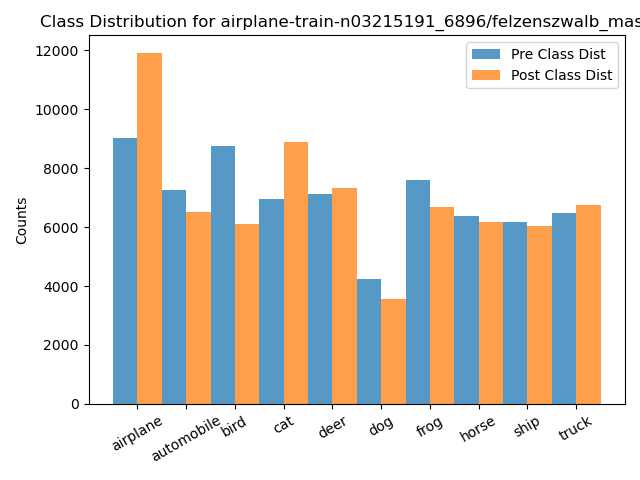 Class Distribution for airplane-train-n03215191_6896/felzenszwalb_mas
Pre Class Dist
Post Class Dist
Counts
12000
10000
8000
6000
4000
2000
0
airplane
automobile
bird
cat
deer
dog
frog
horse
ship
truck